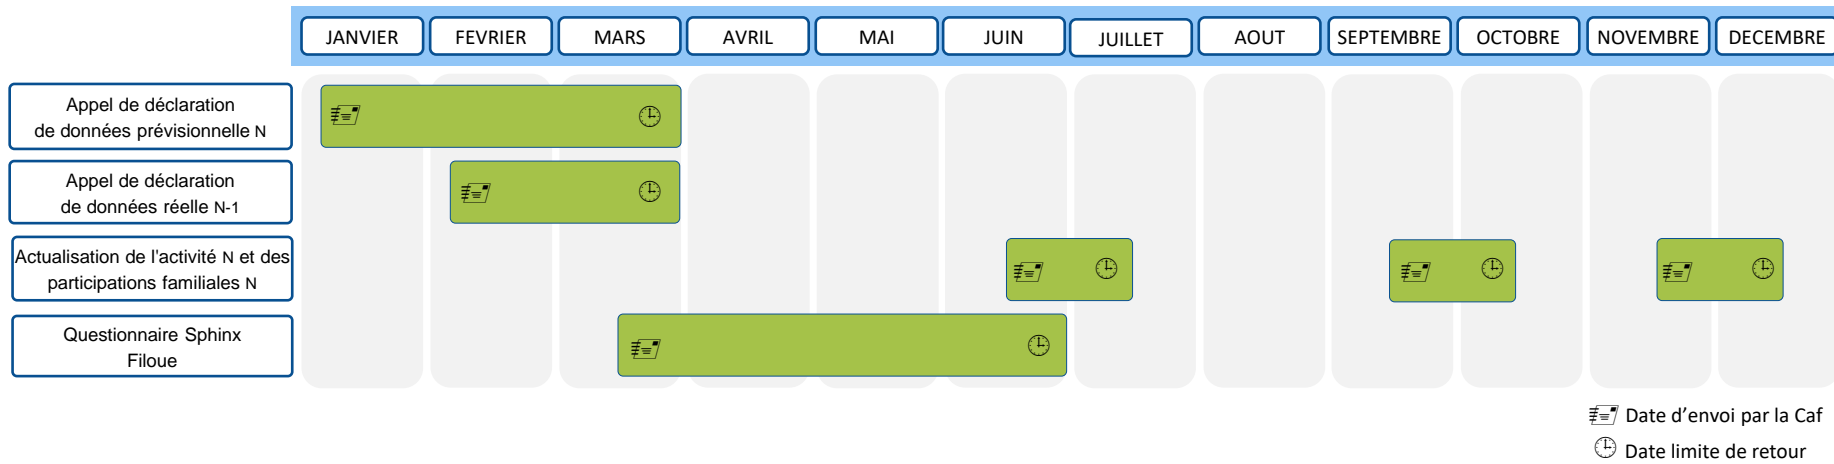 JANVIER FEVRIER MARS AVRIL MAI JUIN JUILLET AOUT SEPTEMBRE OCTOBRE NOVEMBRE DECEMBRE
Appel de déclaration
de données prévisionnelle N
Appel de déclaration
de données réelle N-1
Actualisation de l'activité N et des
participations familiales N
Questionnaire Sphinx
Filoue
Date d’envoi par la Caf
Date limite de retour